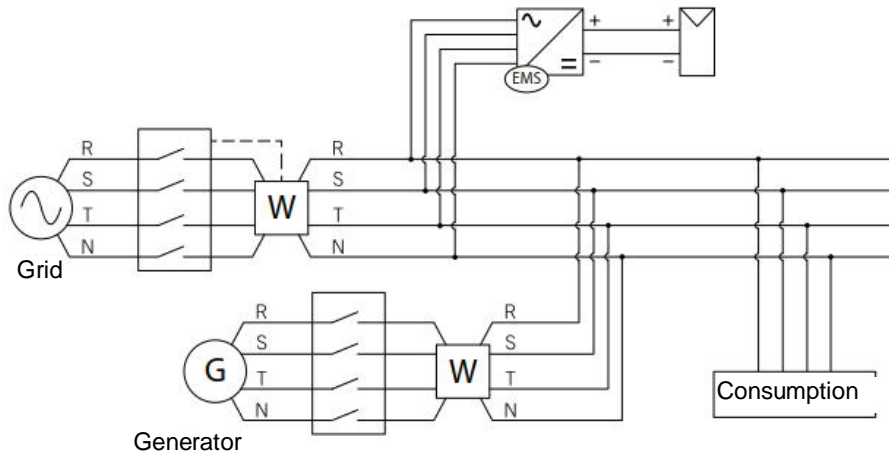 + +
EMS
- -
R R
S S
W
T T
N N
Grid
R R
S S
G W
T T
N N
Consumption
Generator